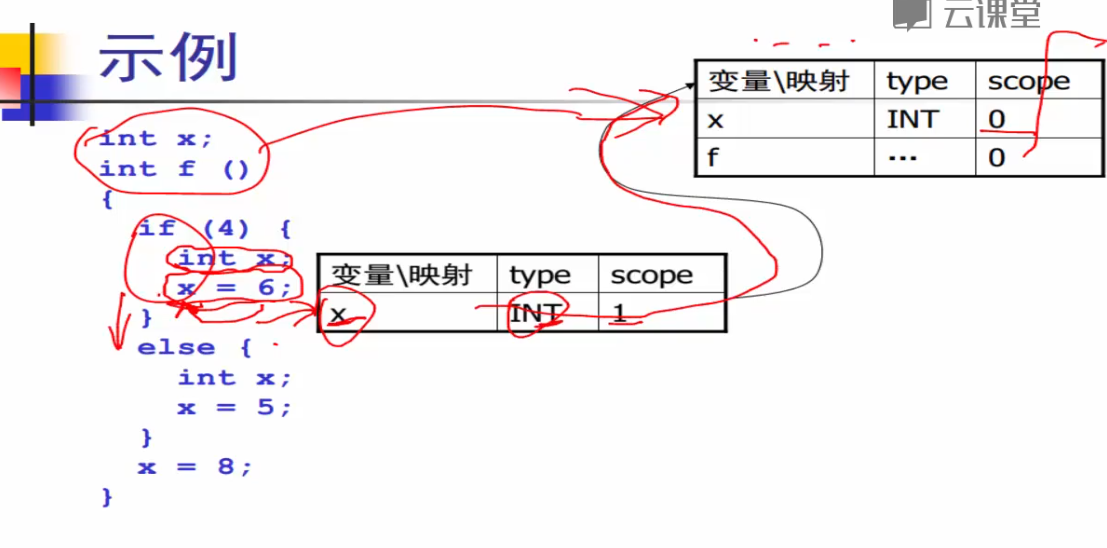 云课堂
示例
变量\映射 type scope
x INT 0
f ... 0
int x;
int f ()
{
if (4) {
int x;
x = 6;
}
变量\映射 type scope
x INT 1
else {
int x;
x = 5;
}
x = 8;
}